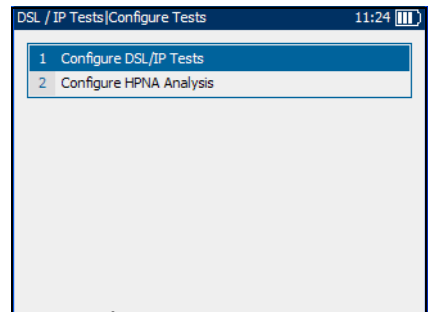 DSL / IP Tests|Configure Tests 11:24
1 Configure DSL/IP Tests
2 Configure HPNA Analysis